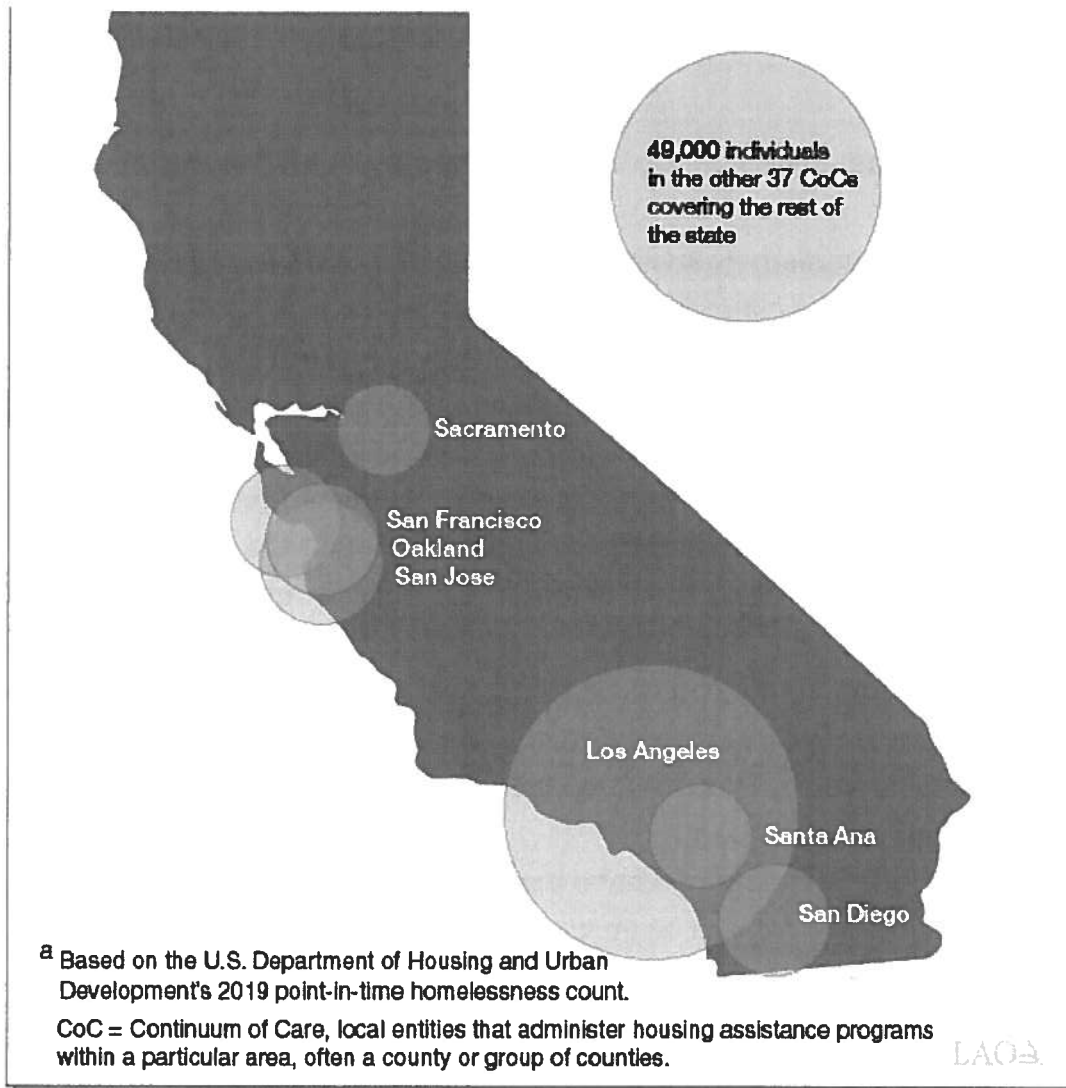 49,000 individuals
in the other 37 CoCs
covering the rest of
the state
Sacramento
San Francisco
Oakland
San Jose
Los Angeles
Santa Ana
San Diego
a Based on the U.S. Department of Housing and Urban
Development's 2019 point-in-time homelessness count.
CoC = Continuum of Care, local entities that administer housing assistance programs
within a particular area, often a county or group of counties.
LAO